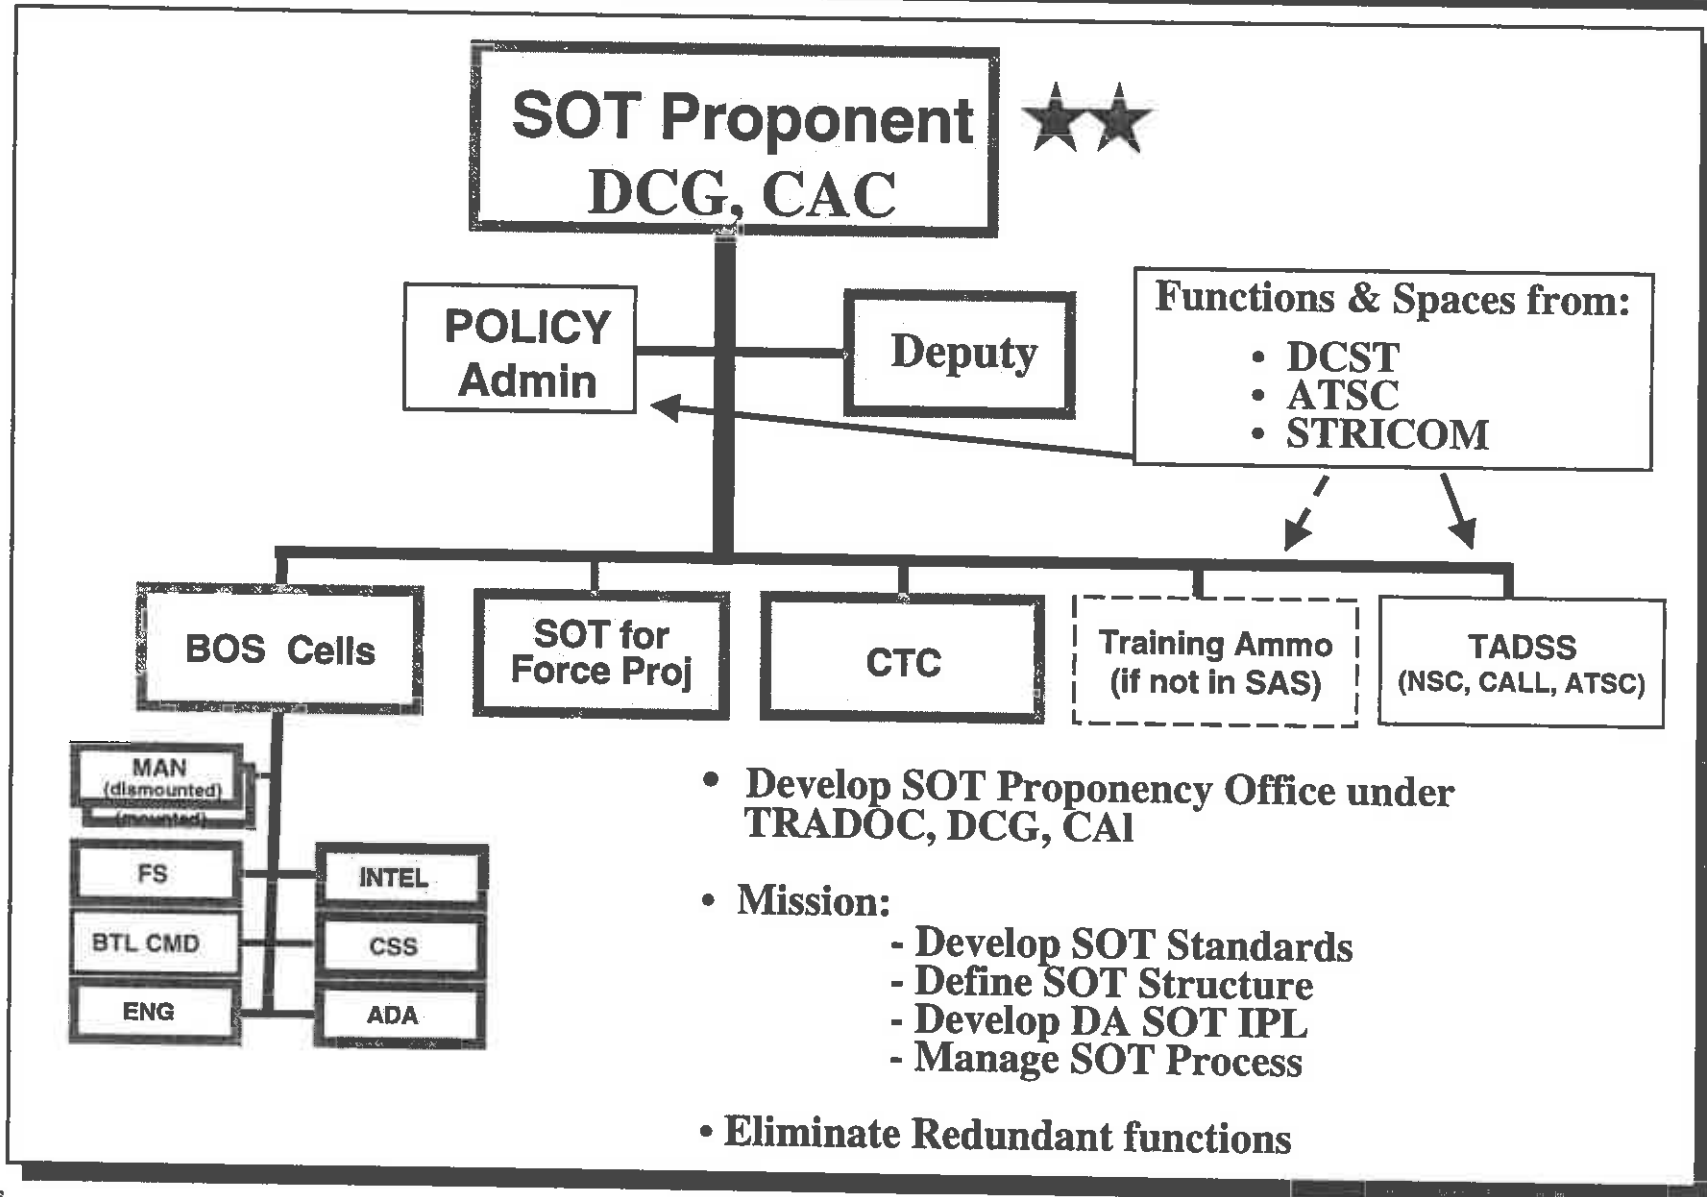 SOT Proponent
DCG, CAC
POLICY
Admin
Deputy
Functions & Spaces from:
• DCST
• ATSC
• STRICOM
BOS Cells
SOT for
Force Proj
CTC
Training Ammo
(if not in SAS)
TADSS
(NSC, CALL, ATSC)
MAN
(dismounted)
(mounted)
FS
INTEL
BTL CMD
CSS
ENG
ADA
• Develop SOT Proponency Office under
TRADOC, DCG, CAl
• Mission:
- Develop SOT Standards
- Define SOT Structure
- Develop DA SOT IPL
- Manage SOT Process
• Eliminate Redundant functions